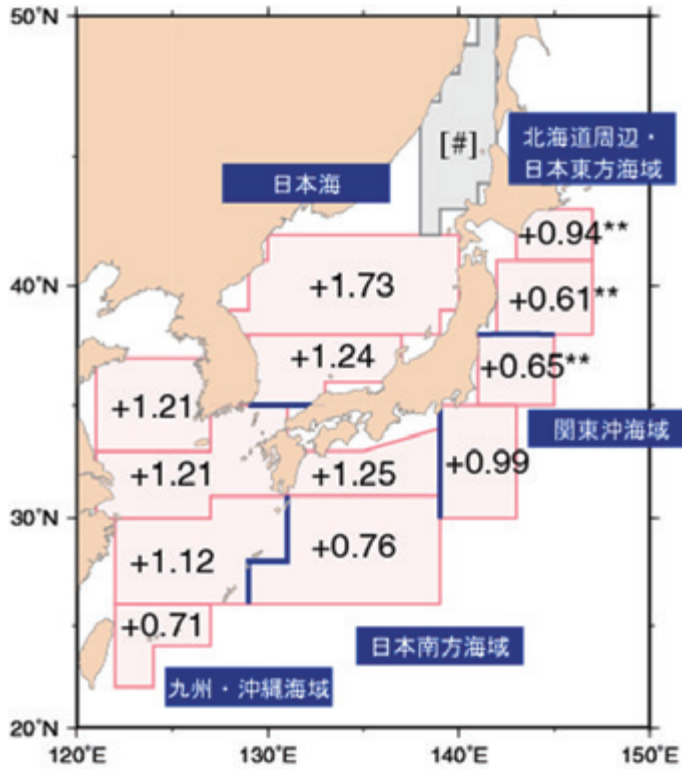 50°N
[#]
北海道周辺・
日本東方海域
日本海
+0.94**
40°N
+1.73
+0.61**
+1.24
+0.65**
+1.21
関東沖海域
+0.99
+1.21
+1.25
30°N
+1.12
+0.76
+0.71
日本南方海域
九州・沖縄海域
20°N
120°E
130°E
140°E
150°E